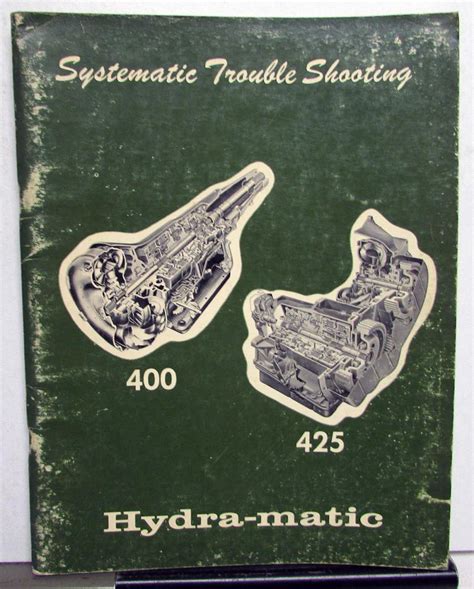 Systematic Trouble Shooting
400
425
Hydra-matic